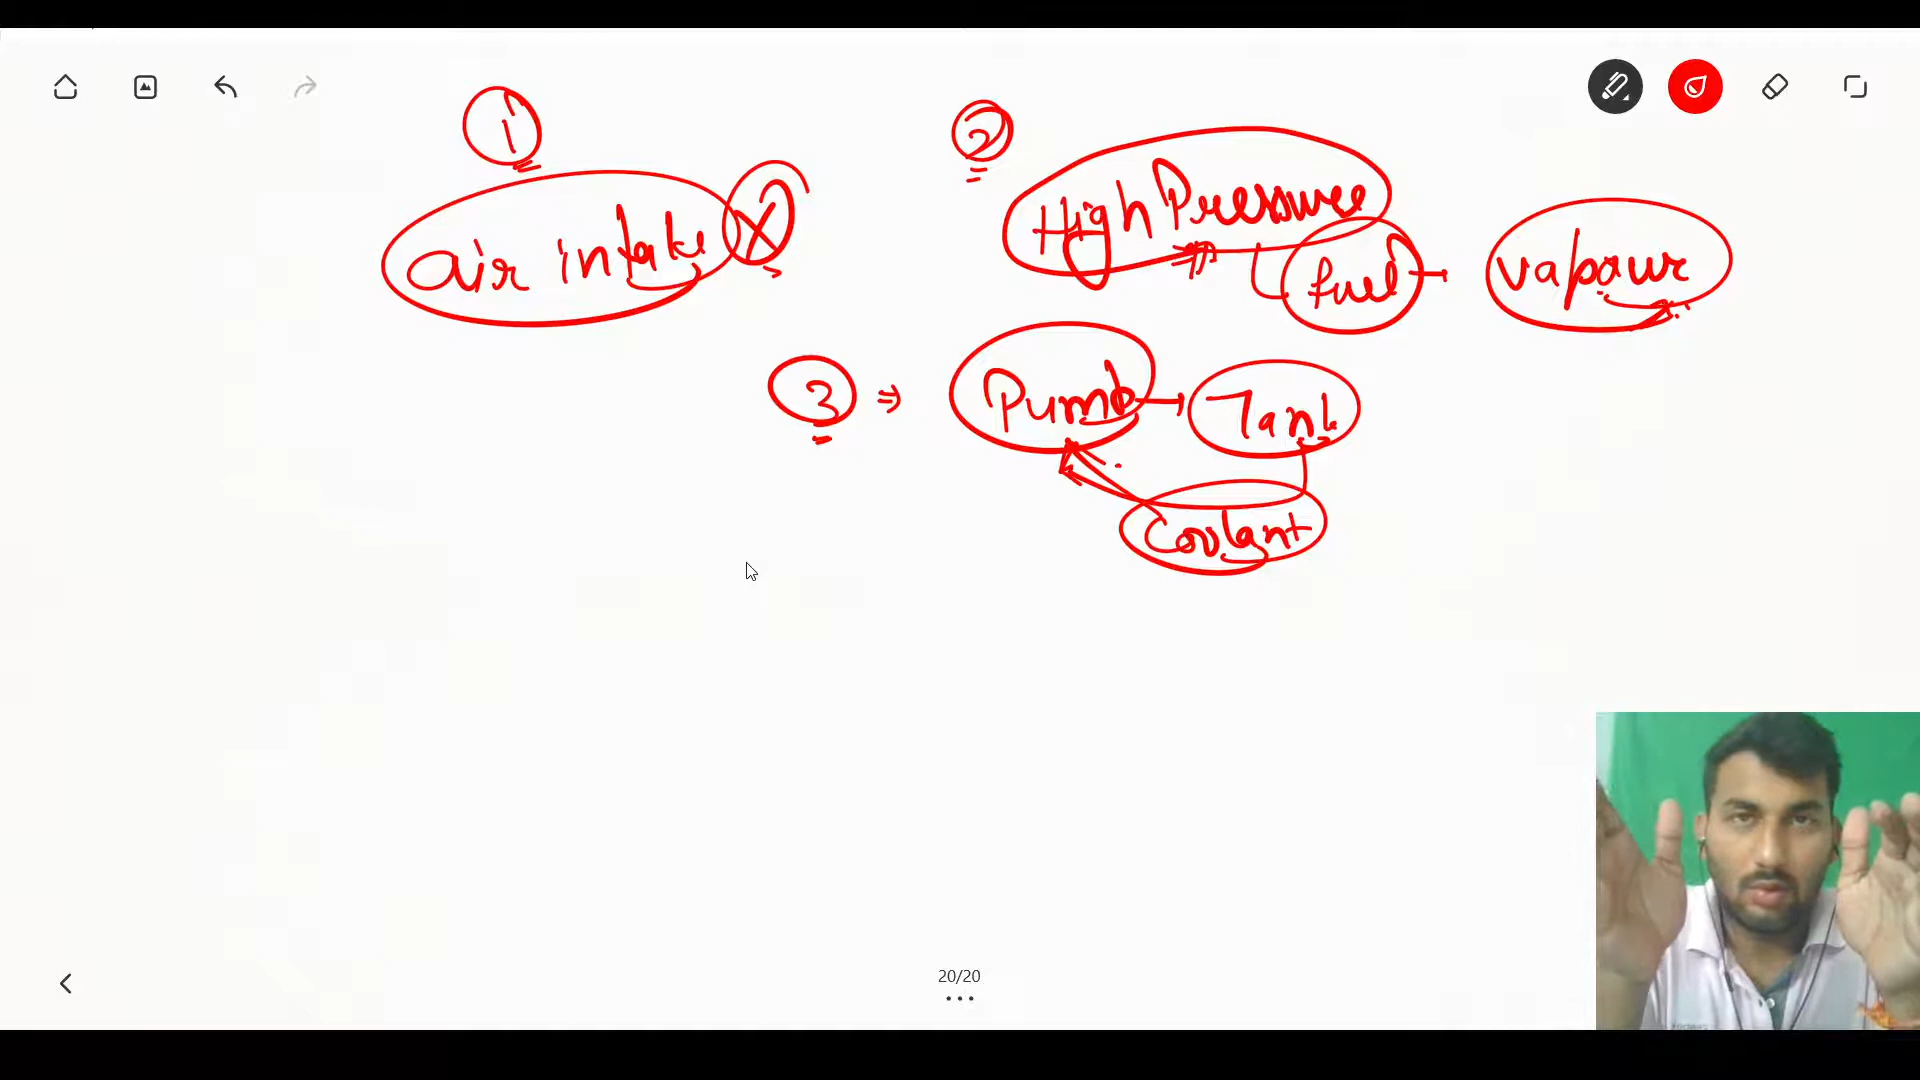 1
air intake X
2
High Pressure
fuel → vapour
3 ⇒ Pump → Tank
Coolant
20/20